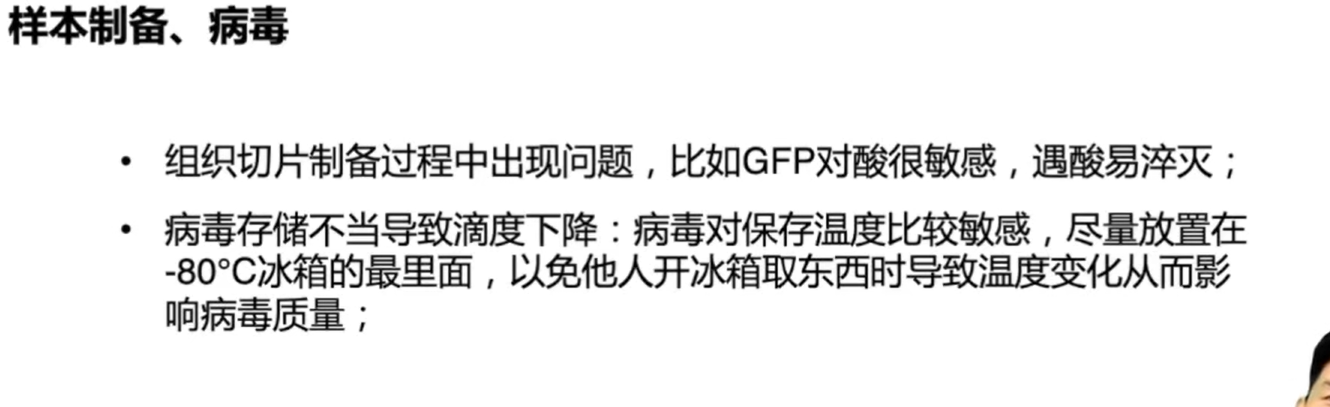 样本制备、病毒
• 组织切片制备过程中出现问题，比如GFP对酸很敏感，遇酸易淬灭；
• 病毒存储不当导致滴度下降：病毒对保存温度比较敏感，尽量放置在
-80°C冰箱的最里面，以免他人开冰箱取东西时导致温度变化从而影
响病毒质量；